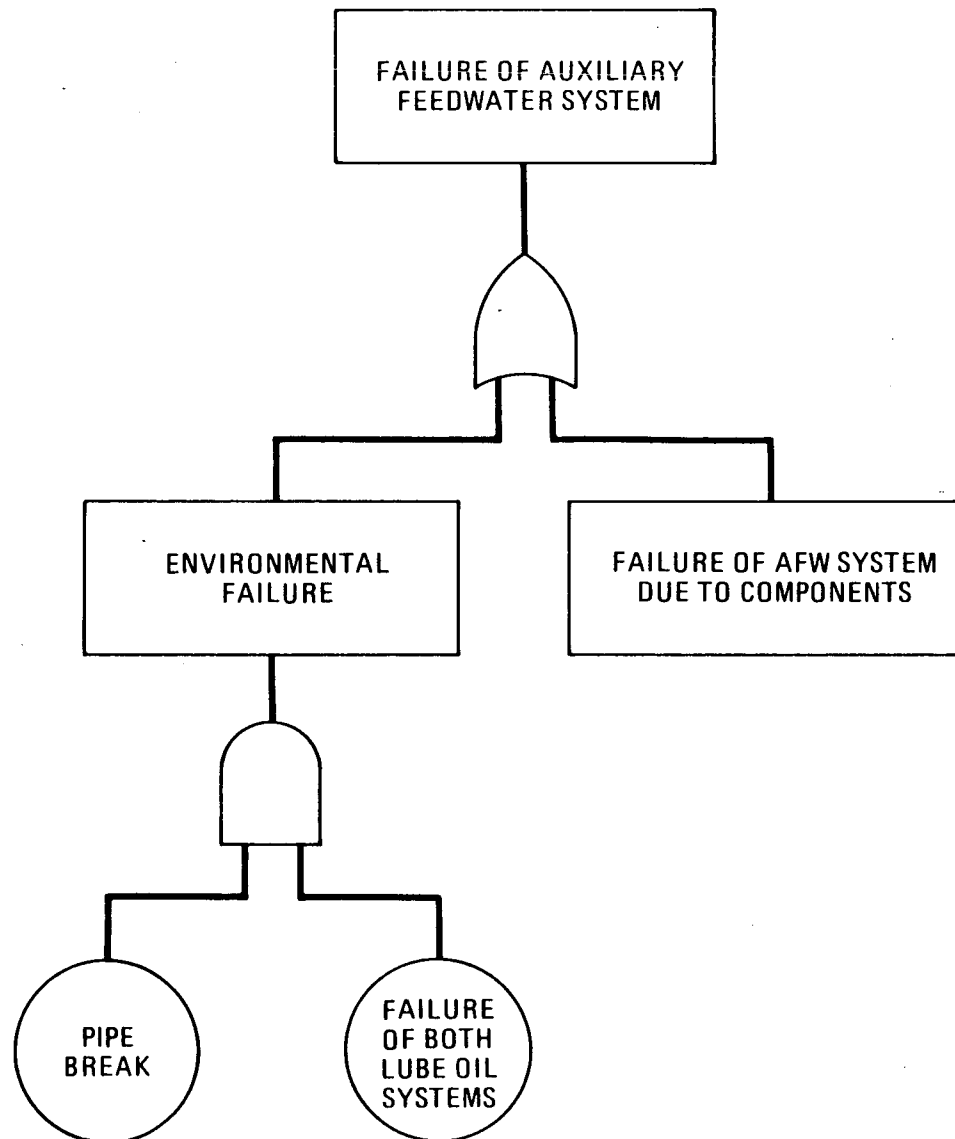 FAILURE OF AUXILIARY
FEEDWATER SYSTEM
ENVIRONMENTAL
FAILURE
FAILURE OF AFW SYSTEM
DUE TO COMPONENTS
PIPE
BREAK
FAILURE
OF BOTH
LUBE OIL
SYSTEMS